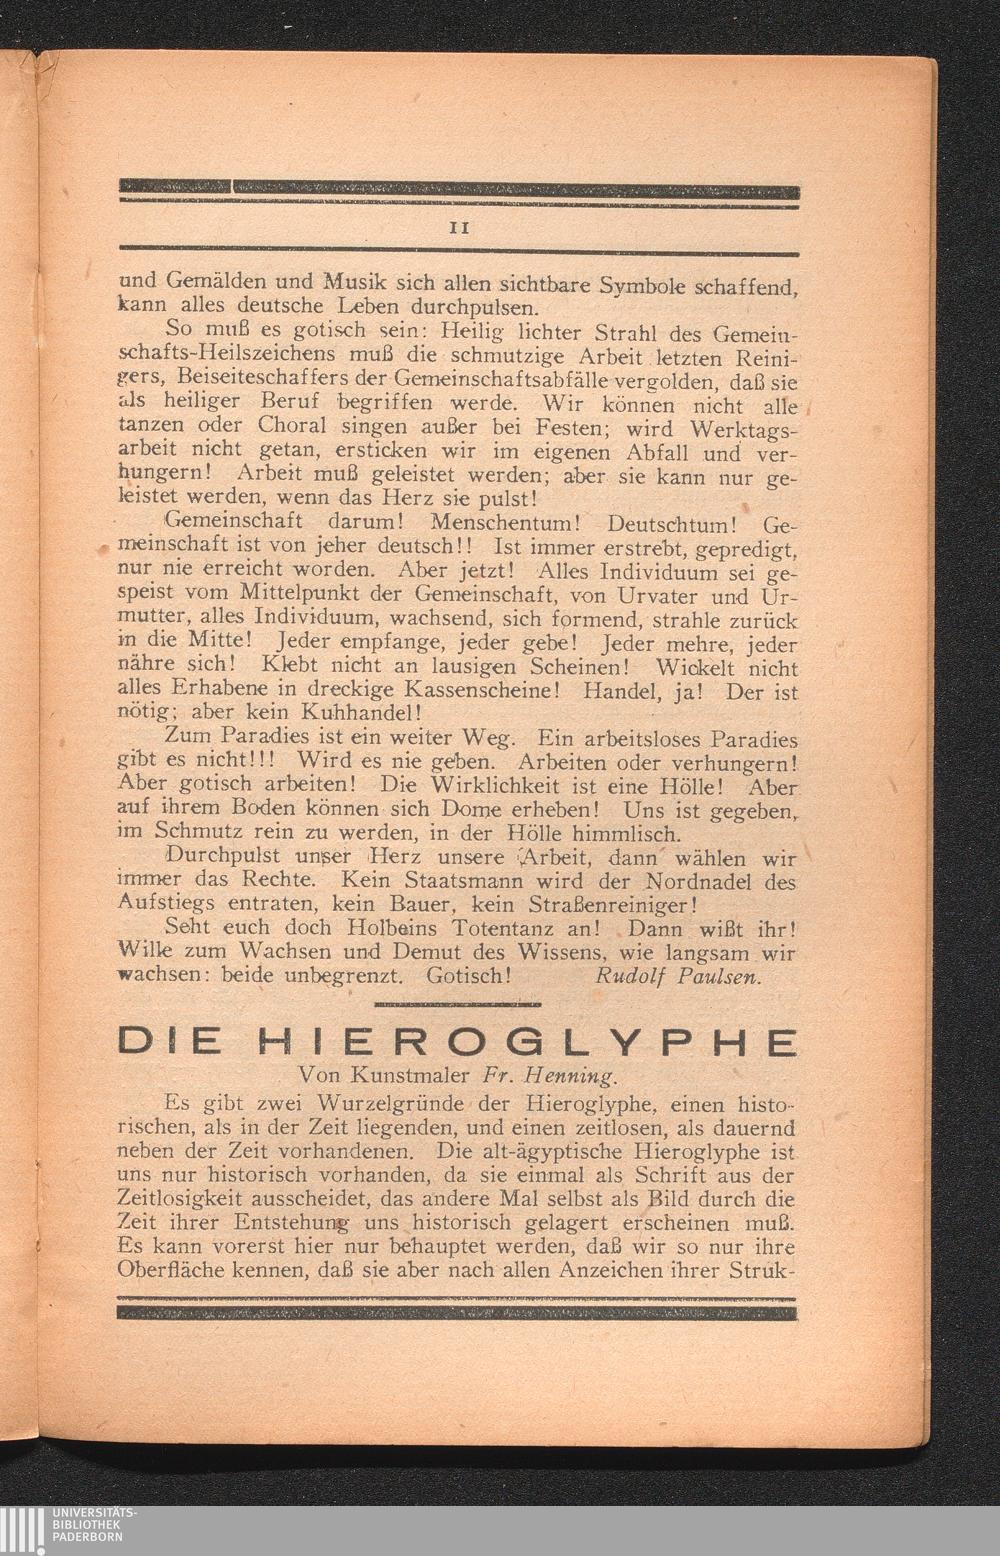 II
und Gemälden und Musik sich allen sichtbare Symbole schaffend,
kann alles deutsche Leben durchpulsen.
So muß es gotisch sein: Heilig lichter Strahl des Gemein-
schafts-Heilszeichens muß die schmutzige Arbeit letzten Reini-
gers, Beiseiteschaffers der Gemeinschaftsabfälle vergolden, daß sie
als heiliger Beruf begriffen werde. Wir können nicht alle
tanzen oder Choral singen außer bei Festen; wird Werktags-
arbeit nicht getan, ersticken wir im eigenen Abfall und ver-
hungern! Arbeit muß geleistet werden; aber sie kann nur ge-
leistet werden, wenn das Herz sie pulst!
Gemeinschaft darum! Menschentum! Deutschtum! Ge-
meinschaft ist von jeher deutsch!! Ist immer erstrebt, gepredigt,
nur nie erreicht worden. Aber jetzt! Alles Individuum sei ge-
speist vom Mittelpunkt der Gemeinschaft, von Urvater und Ur-
mutter, alles Individuum, wachsend, sich formend, strahle zurück
in die Mitte! Jeder empfange, jeder gebe! Jeder mehre, jeder
nähre sich! Klebt nicht an lausigen Scheinen! Wickelt nicht
alles Erhabene in dreckige Kassenscheine! Handel, ja! Der ist
nötig; aber kein Kuhhandel!
Zum Paradies ist ein weiter Weg. Ein arbeitsloses Paradies
gibt es nicht!!! Wird es nie geben. Arbeiten oder verhungern!
Aber gotisch arbeiten! Die Wirklichkeit ist eine Hölle! Aber
auf ihrem Boden können sich Dome erheben! Uns ist gegeben,
im Schmutz rein zu werden, in der Hölle himmlisch.
Durchpulst unser Herz unsere Arbeit, dann wählen wir
immer das Rechte. Kein Staatsmann wird der Nordnadel des
Aufstiegs entraten, kein Bauer, kein Straßenreiniger!
Seht euch doch Holbeins Totentanz an! Dann wißt ihr!
Wille zum Wachsen und Demut des Wissens, wie langsam wir
wachsen: beide unbegrenzt. Gotisch! Rudolf Paulsen.
DIE HIEROGLYPHE
Von Kunstmaler Fr. Henning.
Es gibt zwei Wurzelgründe der Hieroglyphe, einen histo-
rischen, als in der Zeit liegenden, und einen zeitlosen, als dauernd
neben der Zeit vorhandenen. Die alt-ägyptische Hieroglyphe ist
uns nur historisch vorhanden, da sie einmal als Schrift aus der
Zeitlosigkeit ausscheidet, das andere Mal selbst als Bild durch die
Zeit ihrer Entstehung uns historisch gelagert erscheinen muß.
Es kann vorerst hier nur behauptet werden, daß wir so nur ihre
Oberfläche kennen, daß sie aber nach allen Anzeichen ihrer Struk-
UNIVERSITÄTS-
BIBLIOTHEK
PADERBORN